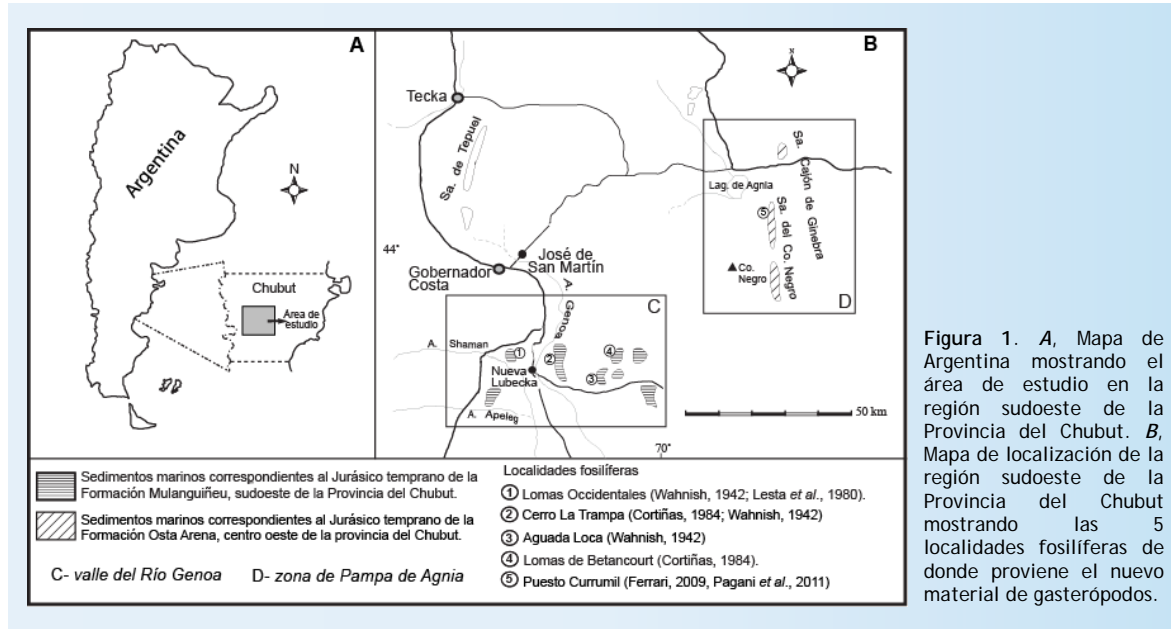 A
Argentina
N
Chubut
Área de
estudio
B
N
Tecka
Sa. de Tepuel
Lag. de Agnia
Sa. Cajón de Ginebra
5
Sa. del Co. Negro
Co.
Negro
D
44°
José de
San Martín
Gobernador
Costa
A. Genoa
C
A. Shaman
1
2
4
3
Nueva
Lubecka
A. Apeleg
50 km
70°
Sedimentos marinos correspondientes al Jurásico temprano de la
Formación Mulanguiñeu, sudoeste de la Provincia del Chubut.
Sedimentos marinos correspondientes al Jurásico temprano de la
Formación Osta Arena, centro oeste de la provincia del Chubut.
C- valle del Río Genoa D- zona de Pampa de Agnia
Localidades fosilíferas
1 Lomas Occidentales (Wahnish, 1942; Lesta et al., 1980).
2 Cerro La Trampa (Cortiñas, 1984; Wahnish, 1942)
3 Aguada Loca (Wahnish, 1942)
4 Lomas de Betancourt (Cortiñas, 1984).
5 Puesto Currumil (Ferrari, 2009, Pagani et al., 2011)
Figura 1. A, Mapa de
Argentina mostrando el
área de estudio en la
región sudoeste de la
Provincia del Chubut. B,
Mapa de localización de la
región sudoeste de la
Provincia del Chubut
mostrando las 5
localidades fosilíferas de
donde proviene el nuevo
material de gasterópodos.